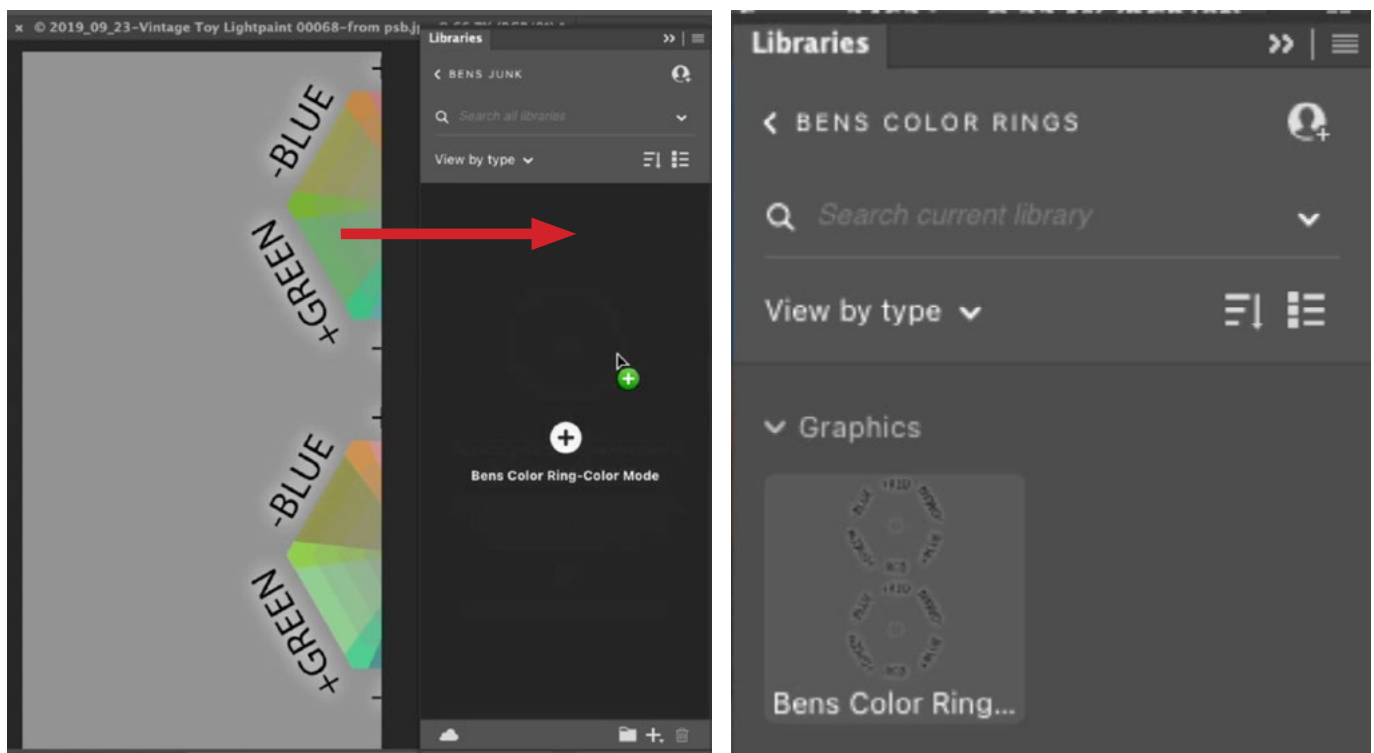 × © 2019_09_23-Vintage Toy Lightpaint 00068-from psb.j
Libraries
BENS JUNK
Search all libraries
View by type
-BLUE
+GREEN
-BLUE
+GREEN
Bens Color Ring-Color Mode
Libraries
BENS COLOR RINGS
Search current library
View by type
Graphics
Bens Color Ring...